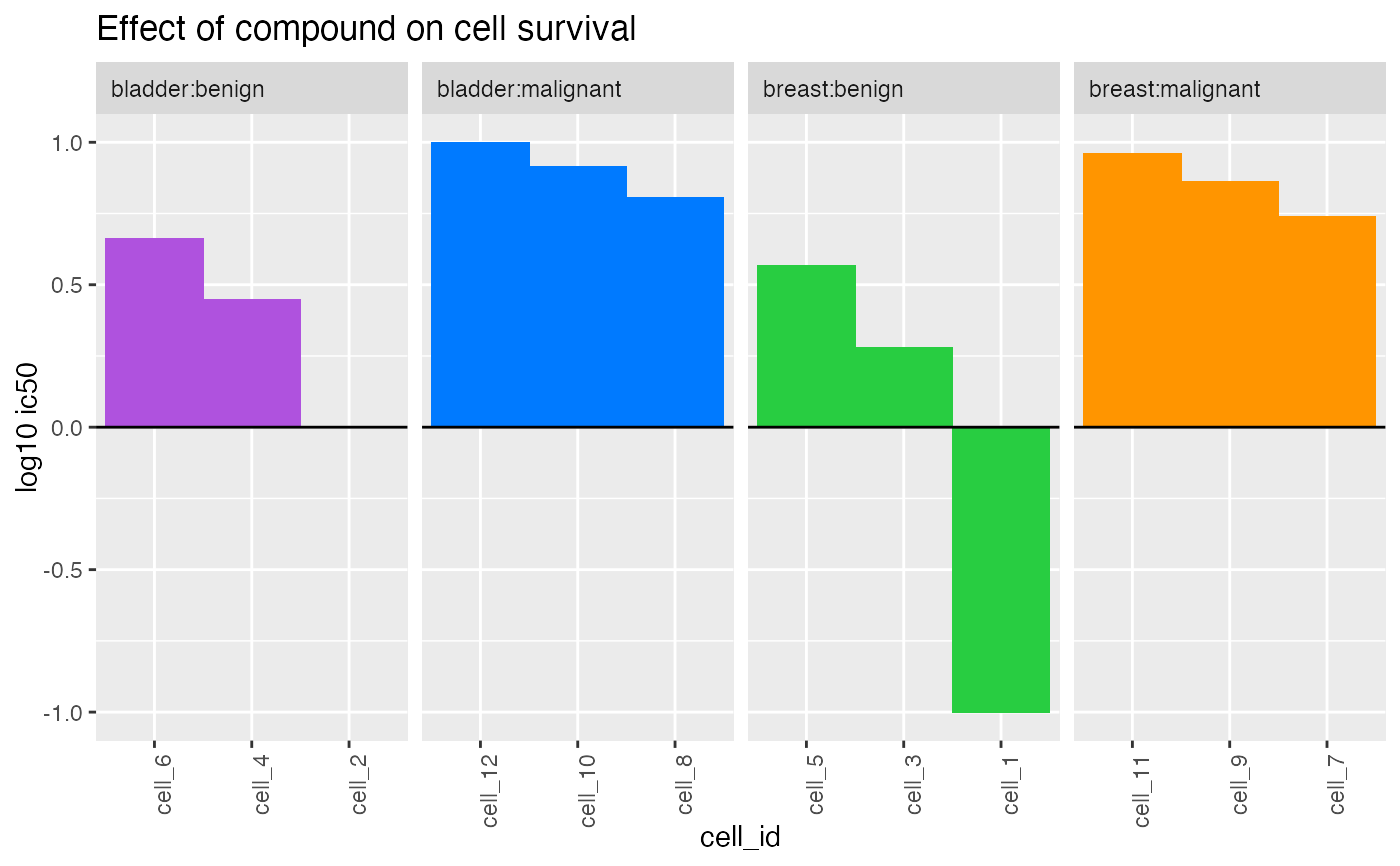 Effect of compound on cell survival
bladder:benign
bladder:malignant
breast:benign
breast:malignant
1.0
0.5
0.0
-0.5
-1.0
log10 ic50
cell_6
cell_4
cell_2
cell_12
cell_10
cell_8
cell_5
cell_3
cell_1
cell_11
cell_9
cell_7
cell_id